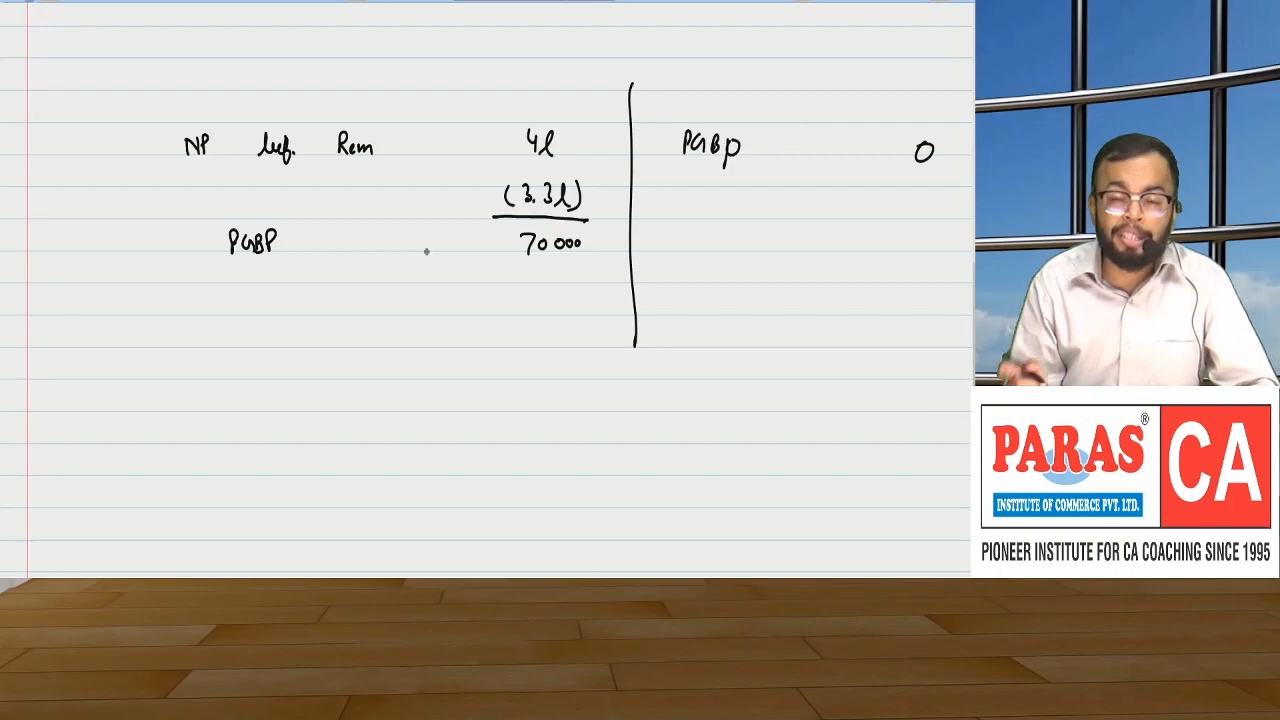 NP bef. Rem 4l
(3.3l)
PGBP 70000
PGBP 0
PARAS ®
INSTITUTE OF COMMERCE PVT. LTD.
CA
PIONEER INSTITUTE FOR CA COACHING SINCE 1995